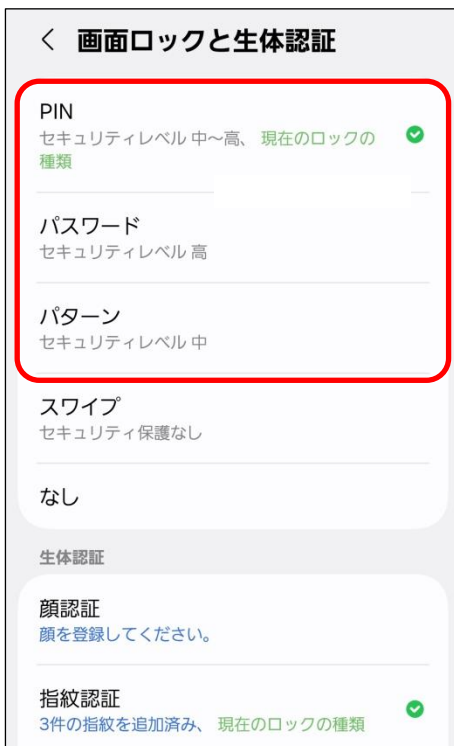 画面ロックと生体認証
PIN
セキュリティレベル 中～高、 現在のロックの
種類
パスワード
セキュリティレベル 高
パターン
セキュリティレベル 中
スワイプ
セキュリティ保護なし
なし
生体認証
顔認証
顔を登録してください。
指紋認証
3件の指紋を追加済み、 現在のロックの種類